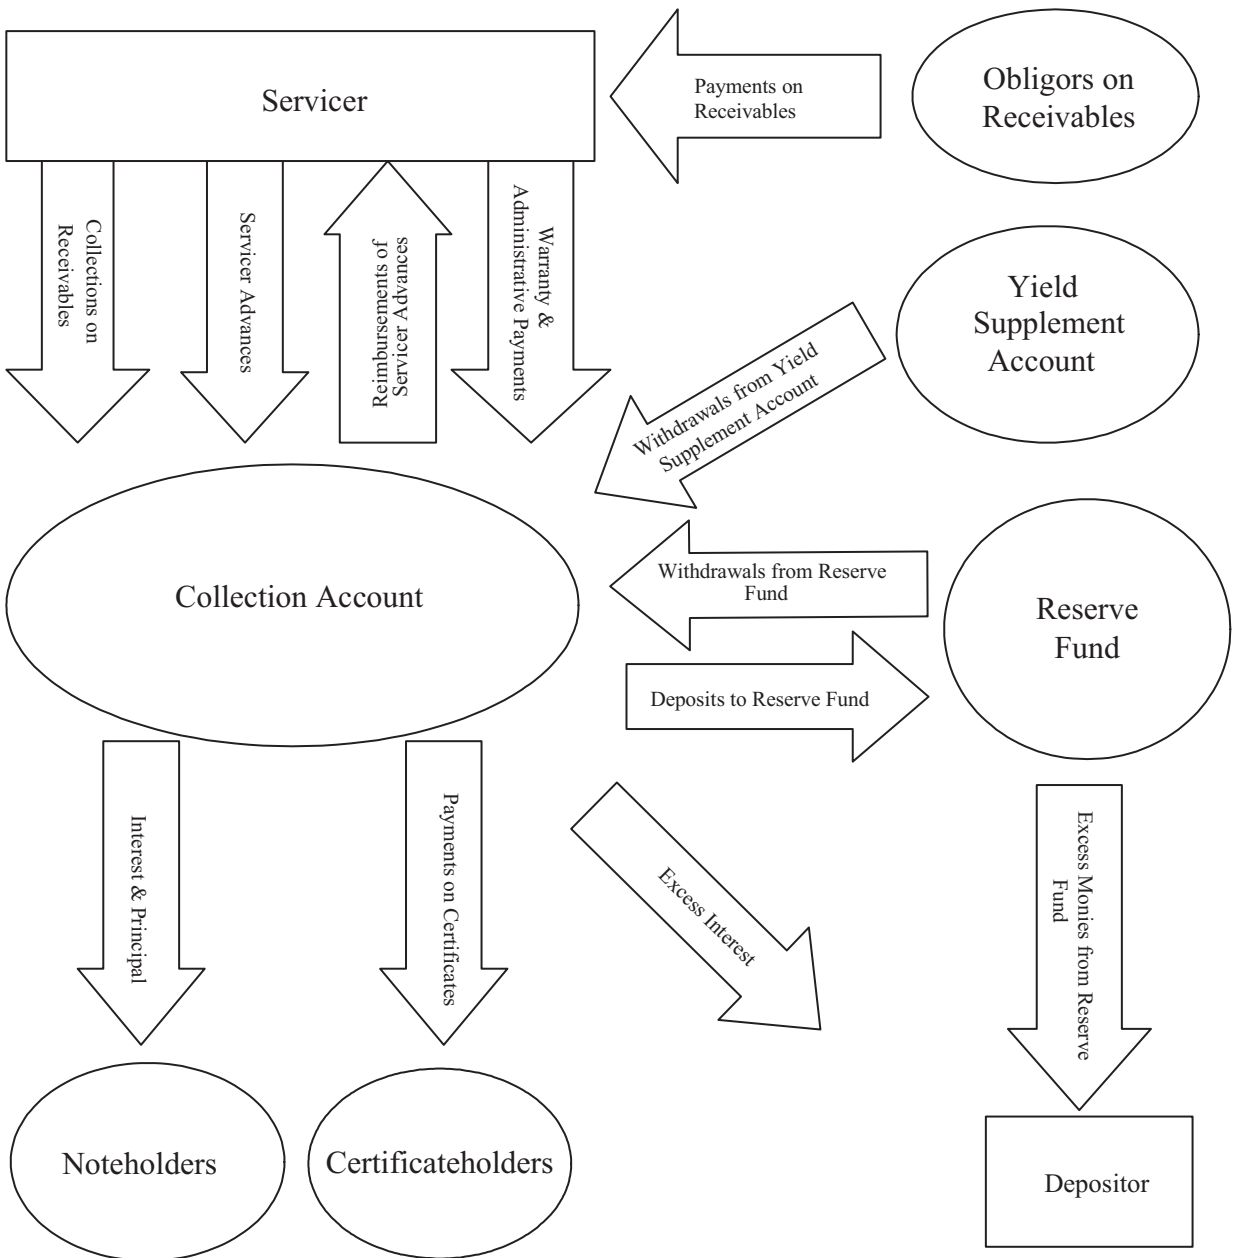 Servicer
Payments on
Receivables
Obligors on
Receivables
Collections on
Receivables
Servicer Advances
Reimbursements of
Servicer Advances
Warranty &
Administrative Payments
Yield
Supplement
Account
Withdrawals from Yield
Supplement Account
Collection Account
Withdrawals from Reserve
Fund
Reserve
Fund
Deposits to Reserve Fund
Interest & Principal
Payments on Certificates
Excess Interest
Excess Monies from Reserve
Fund
Noteholders
Certificateholders
Depositor